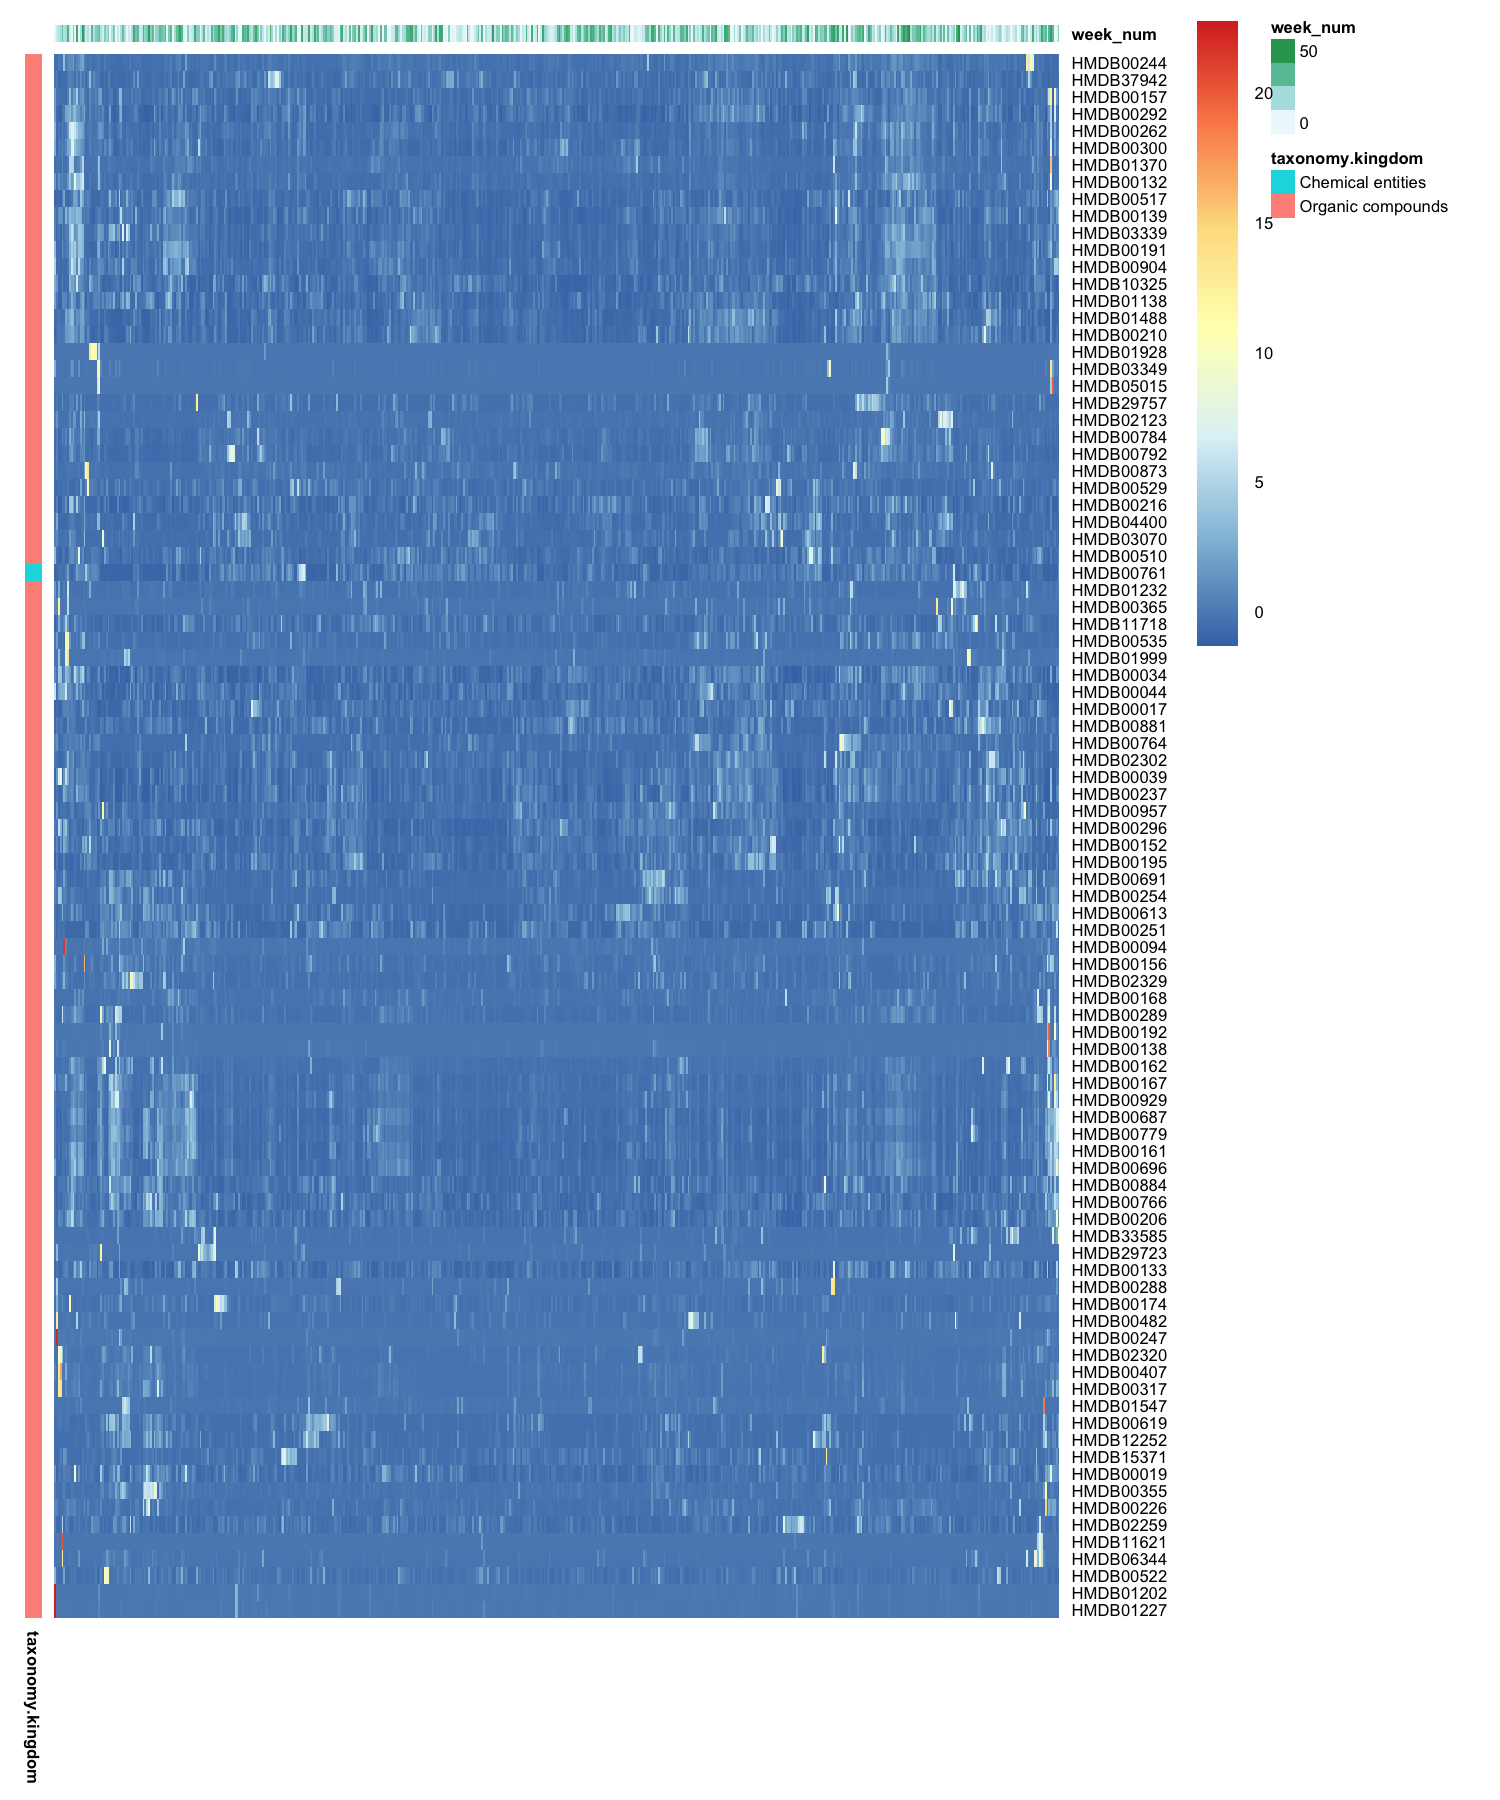 week_num
HMDB00244
HMDB37942
HMDB00157
HMDB00292
HMDB00262
HMDB00300
HMDB01370
HMDB00132
HMDB00517
HMDB00139
HMDB03339
HMDB00191
HMDB00904
HMDB10325
HMDB01138
HMDB01488
HMDB00210
HMDB01928
HMDB03349
HMDB05015
HMDB29757
HMDB02123
HMDB00784
HMDB00792
HMDB00873
HMDB00529
HMDB00216
HMDB04400
HMDB03070
HMDB00510
HMDB00761
HMDB01232
HMDB00365
HMDB11718
HMDB00535
HMDB01999
HMDB00034
HMDB00044
HMDB00017
HMDB00881
HMDB00764
HMDB02302
HMDB00039
HMDB00237
HMDB00957
HMDB00296
HMDB00152
HMDB00195
HMDB00691
HMDB00254
HMDB00613
HMDB00251
HMDB00094
HMDB00156
HMDB02329
HMDB00168
HMDB00289
HMDB00192
HMDB00138
HMDB00162
HMDB00167
HMDB00929
HMDB00687
HMDB00779
HMDB00161
HMDB00696
HMDB00884
HMDB00766
HMDB00206
HMDB33585
HMDB29723
HMDB00133
HMDB00288
HMDB00174
HMDB00482
HMDB00247
HMDB02320
HMDB00407
HMDB00317
HMDB01547
HMDB00619
HMDB12252
HMDB15371
HMDB00019
HMDB00355
HMDB00226
HMDB02259
HMDB11621
HMDB06344
HMDB00522
HMDB01202
HMDB01227
taxonomy.kingdom
20
15
10
5
0
week_num
50
0
taxonomy.kingdom
Chemical entities
Organic compounds